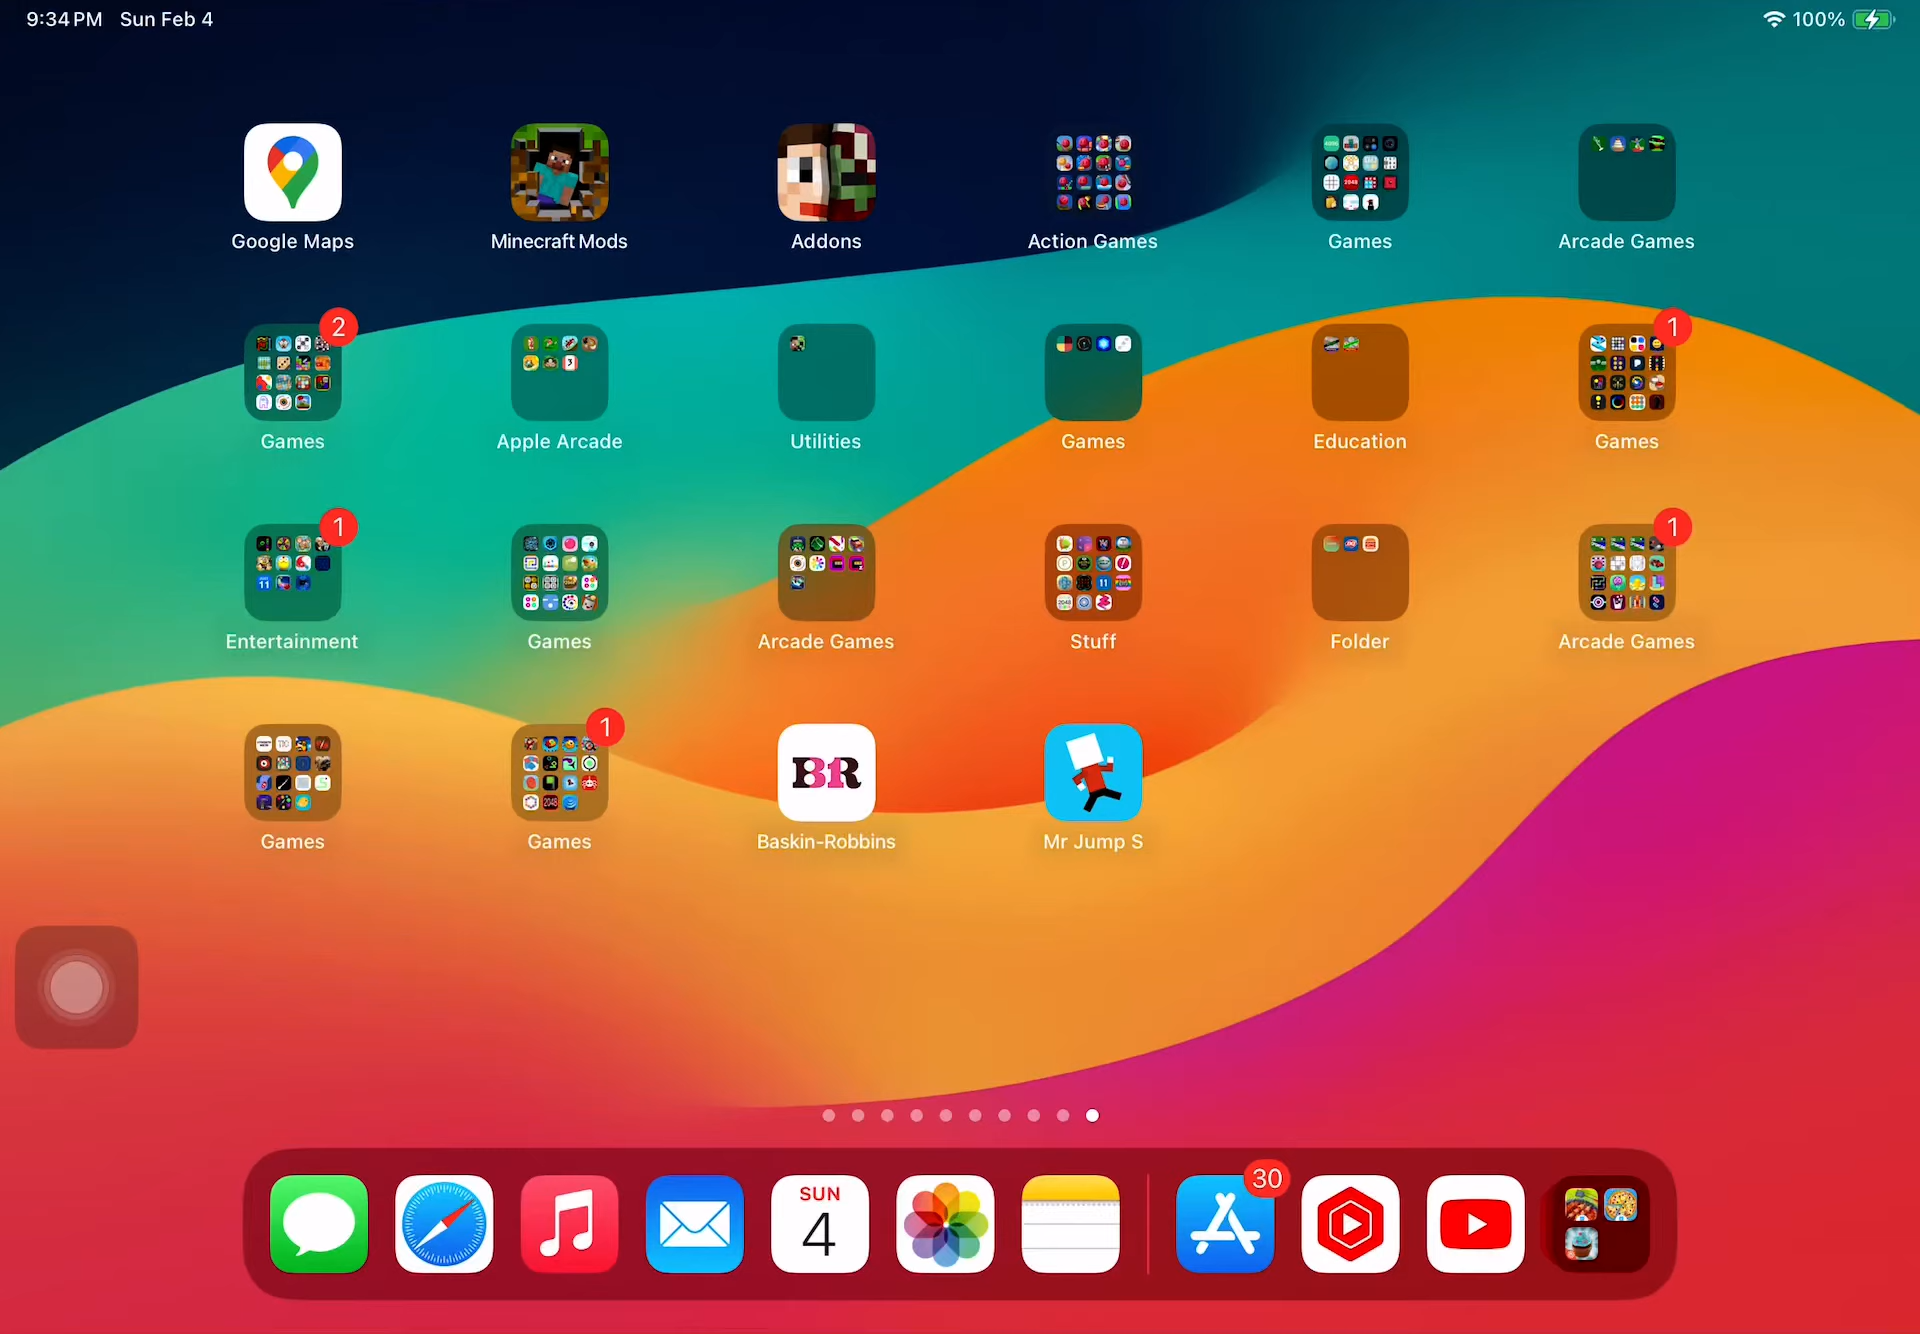 9:34 PM Sun Feb 4
100%
Google Maps
Minecraft Mods
Addons
Action Games
Games
Arcade Games
2
Games
Apple Arcade
Utilities
Games
Education
1
Games
1
Entertainment
Games
Arcade Games
Stuff
Folder
1
Arcade Games
Games
1
Games
BR
Baskin-Robbins
Mr Jump S
SUN
4
30